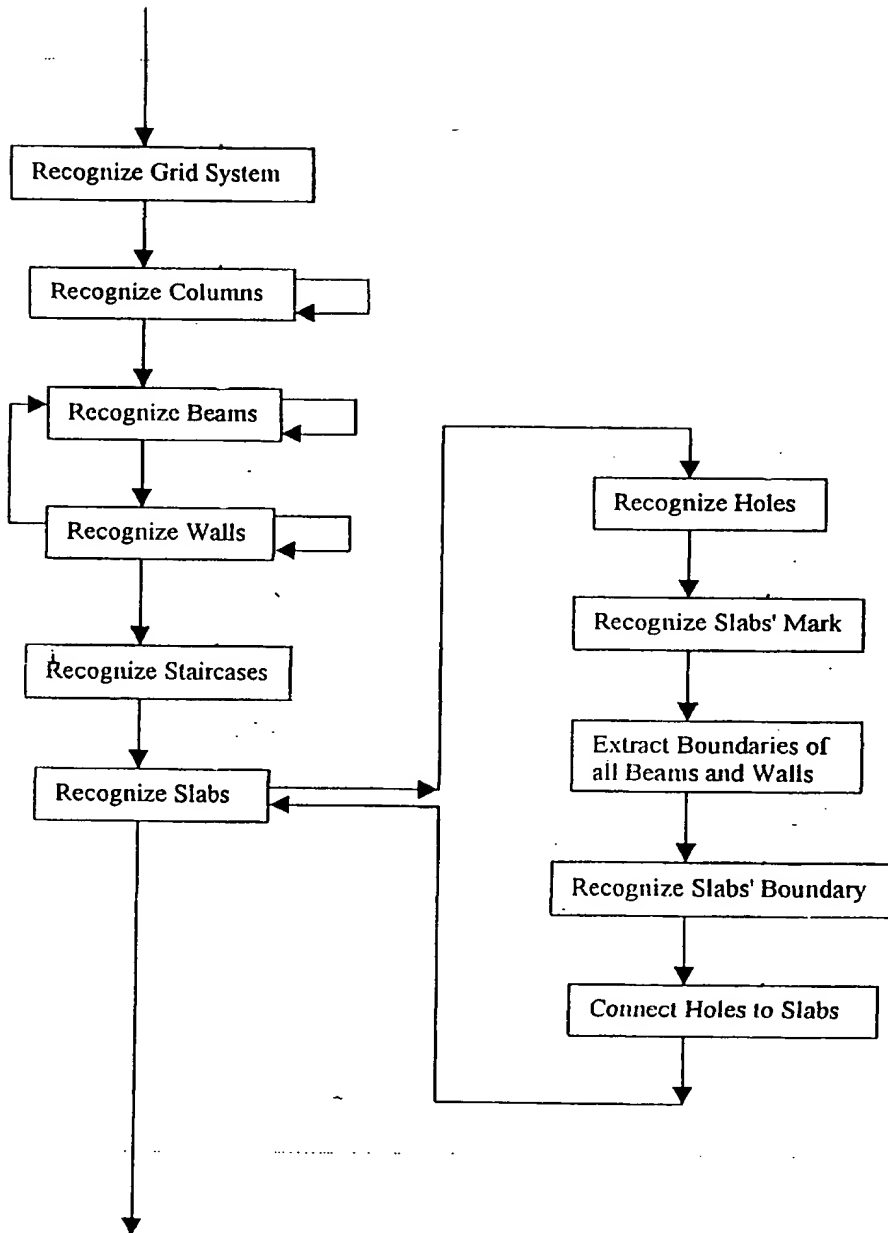 Recognize Grid System
Recognize Columns
Recognize Beams
Recognize Walls
Recognize Staircases
Recognize Slabs
Recognize Holes
Recognize Slabs' Mark
Extract Boundaries of
all Beams and Walls
Recognize Slabs' Boundary
Connect Holes to Slabs